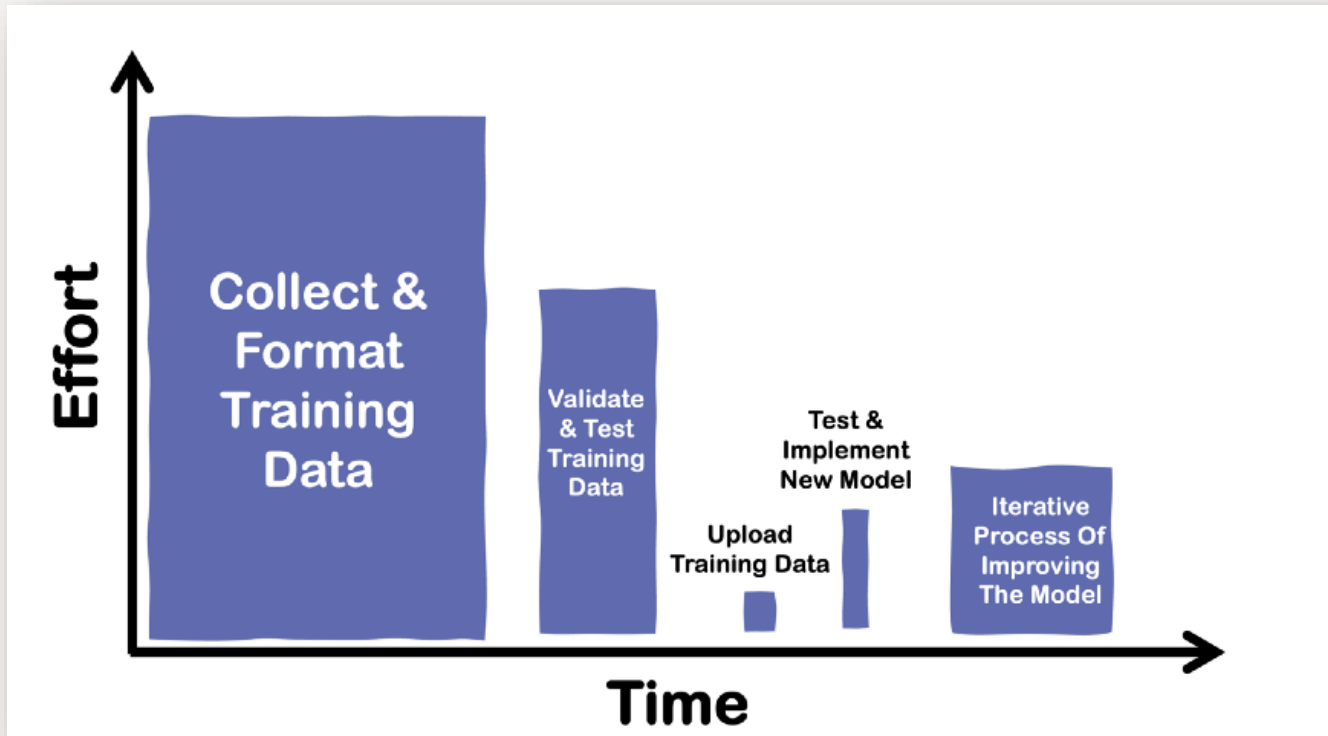 Effort
Collect &
Format
Training
Data
Validate
& Test
Training
Data
Upload
Training Data
Test &
Implement
New Model
Iterative
Process Of
Improving
The Model
Time